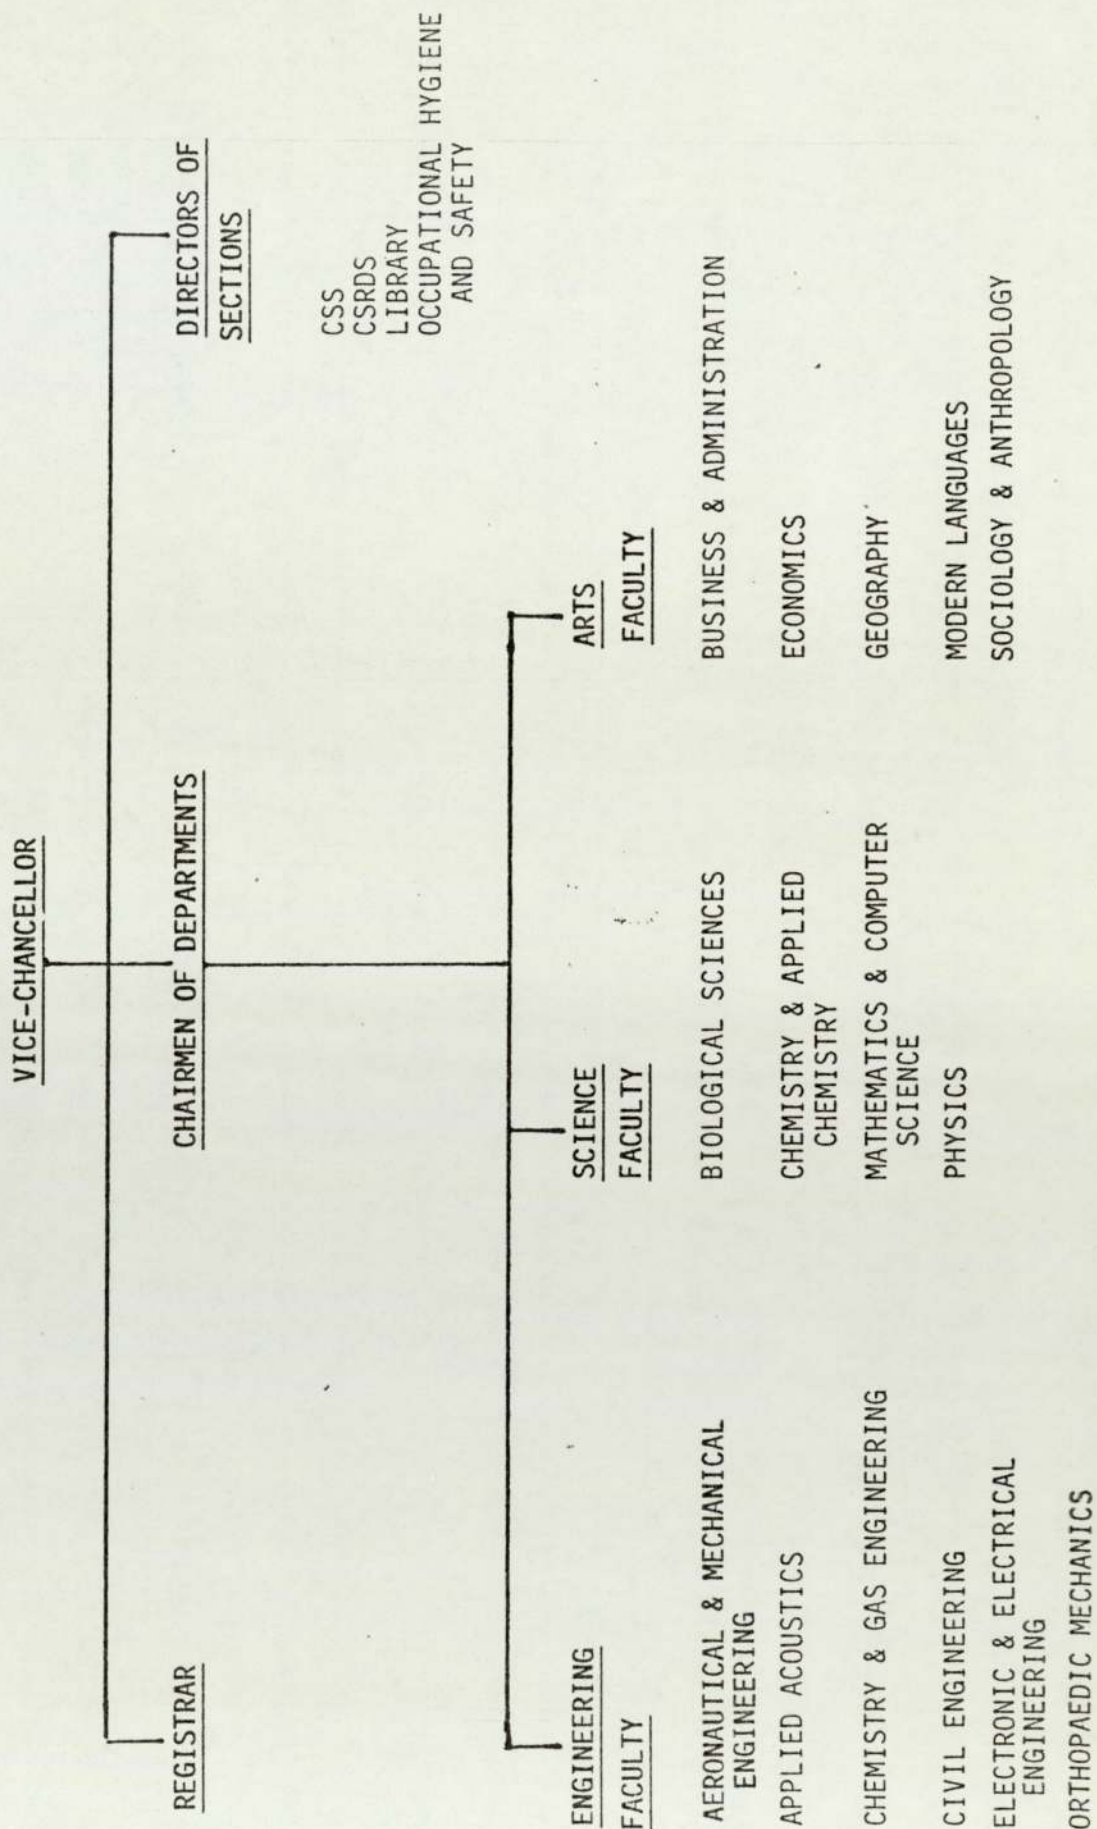 VICE-CHANCELLOR
REGISTRAR
CHAIRMEN OF DEPARTMENTS
DIRECTORS OF
SECTIONS
CSS
CSRDS
LIBRARY
OCCUPATIONAL HYGIENE
AND SAFETY
ENGINEERING
FACULTY
AERONAUTICAL & MECHANICAL
ENGINEERING
APPLIED ACOUSTICS
CHEMISTRY & GAS ENGINEERING
CIVIL ENGINEERING
ELECTRONIC & ELECTRICAL
ENGINEERING
ORTHOPAEDIC MECHANICS
SCIENCE
FACULTY
BIOLOGICAL SCIENCES
CHEMISTRY & APPLIED
CHEMISTRY
MATHEMATICS & COMPUTER
SCIENCE
PHYSICS
ARTS
FACULTY
BUSINESS & ADMINISTRATION
ECONOMICS
GEOGRAPHY
MODERN LANGUAGES
SOCIOLOGY & ANTHROPOLOGY